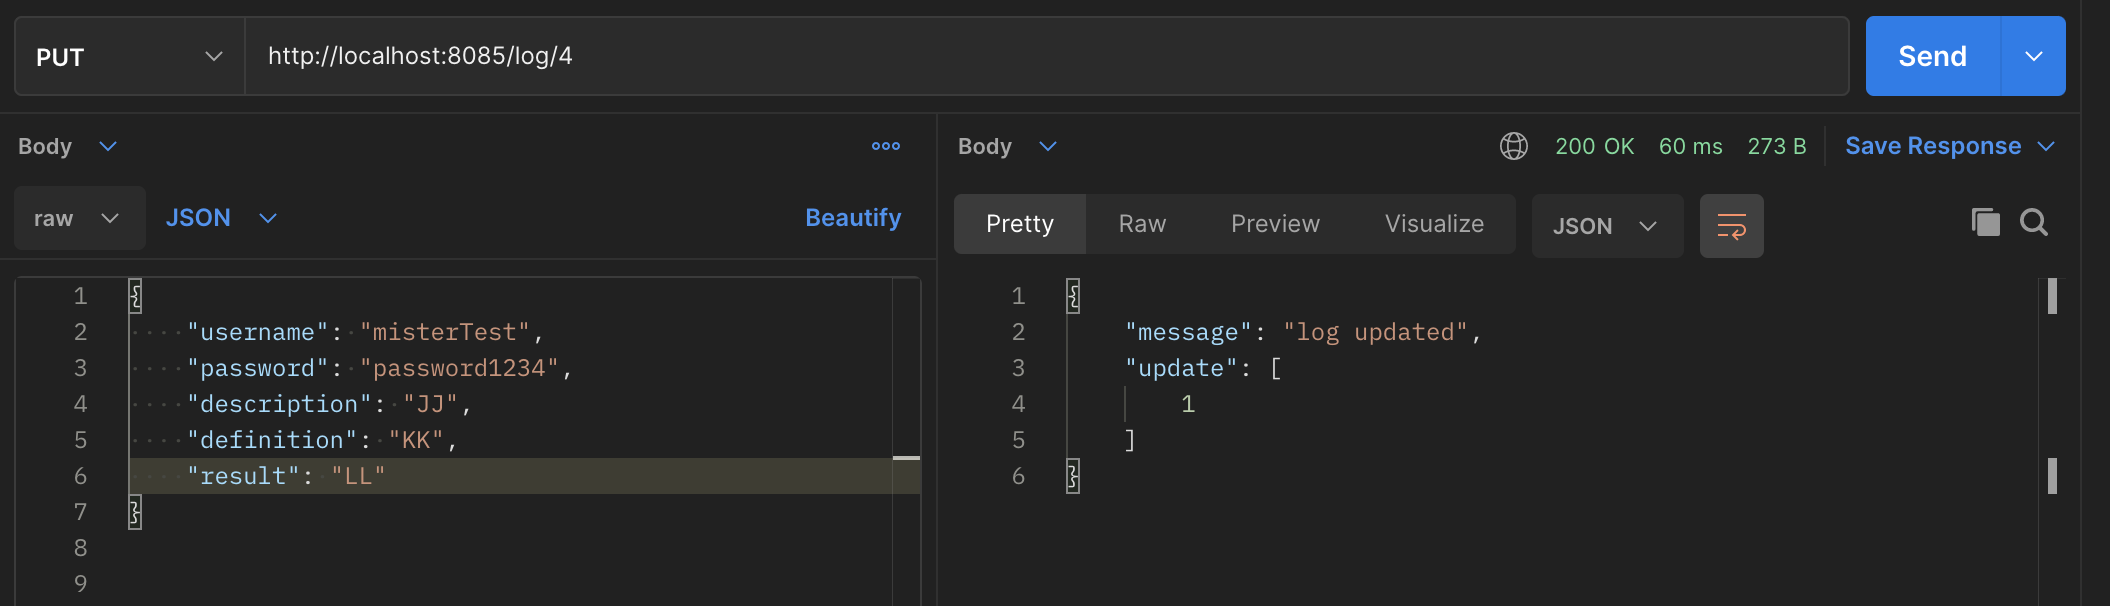 PUT http://localhost:8085/log/4 Send
Body
raw JSON Beautify
1 {
2 "username": "misterTest",
3 "password": "password1234",
4 "description": "JJ",
5 "definition": "KK",
6 "result": "LL"
7 }
8
9
Body 200 OK 60 ms 273 B Save Response
Pretty Raw Preview Visualize JSON
1 {
2 "message": "log updated",
3 "update": [
4 1
5 ]
6 }